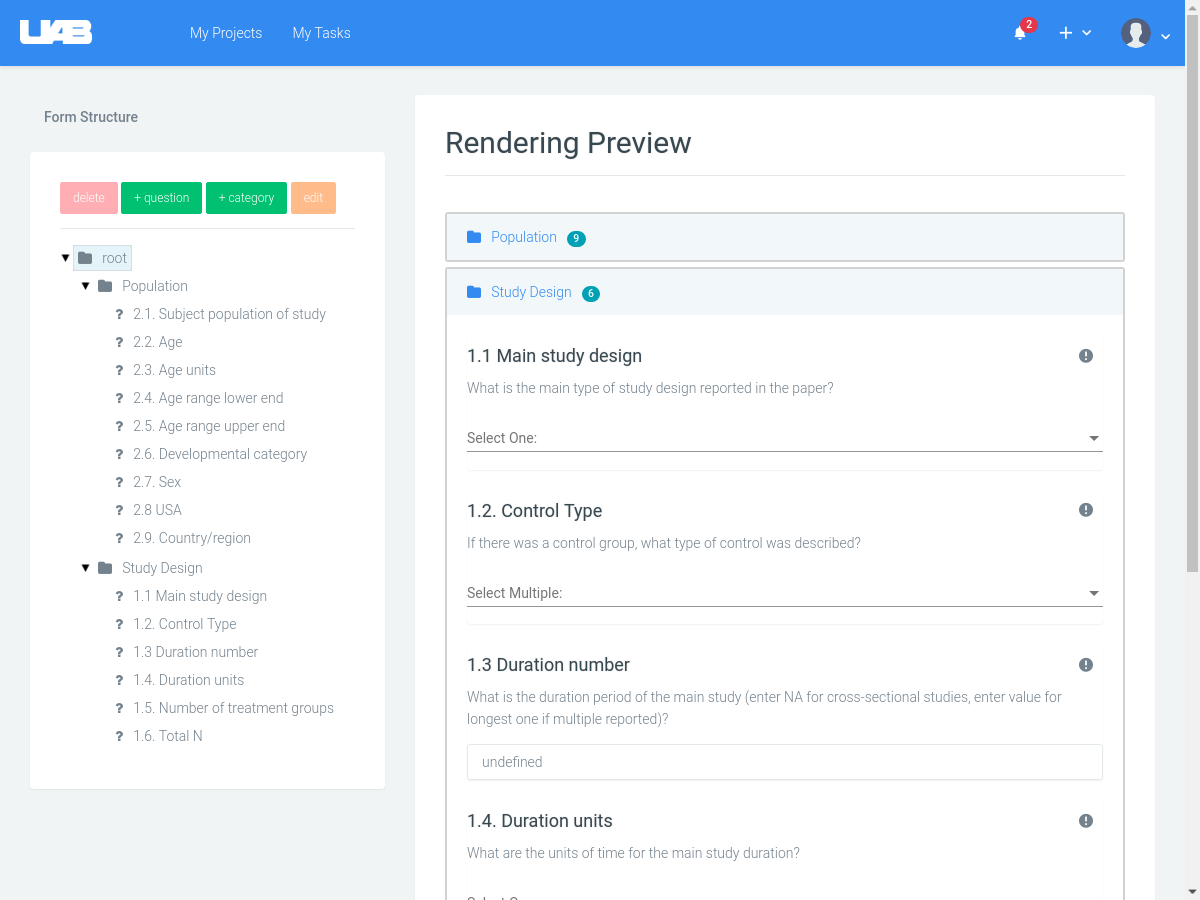 UAB
My Projects
My Tasks
2
Form Structure
delete
+ question
+ category
edit
root
Population
? 2.1. Subject population of study
? 2.2. Age
? 2.3. Age units
? 2.4. Age range lower end
? 2.5. Age range upper end
? 2.6. Developmental category
? 2.7. Sex
? 2.8 USA
? 2.9. Country/region
Study Design
? 1.1 Main study design
? 1.2. Control Type
? 1.3 Duration number
? 1.4. Duration units
? 1.5. Number of treatment groups
? 1.6. Total N
Rendering Preview
Population 9
Study Design 6
1.1 Main study design
What is the main type of study design reported in the paper?
Select One:
1.2. Control Type
If there was a control group, what type of control was described?
Select Multiple:
1.3 Duration number
What is the duration period of the main study (enter NA for cross-sectional studies, enter value for
longest one if multiple reported)?
undefined
1.4. Duration units
What are the units of time for the main study duration?